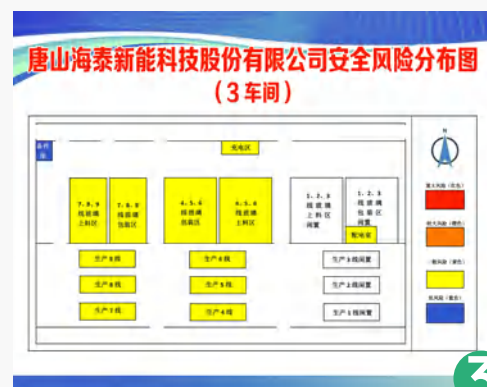 唐山海泰新能科技股份有限公司安全风险分布图
(3车间)
N
充电区
7.8.9
线玻璃
上料区
7.8.9
线玻璃
包装区
4.5.6
线玻璃
包装区
4.5.6
线玻璃
上料区
1.2.3
线玻璃
上料区
闲置
1.2.3
线玻璃
包装区
闲置
配电室
生产9线
生产6线
生产3线闲置
生产8线
生产5线
生产2线闲置
生产7线
生产4线
生产1线闲置
重大风险(红色)
较大风险(橙色)
一般风险(黄色)
低风险(蓝色)